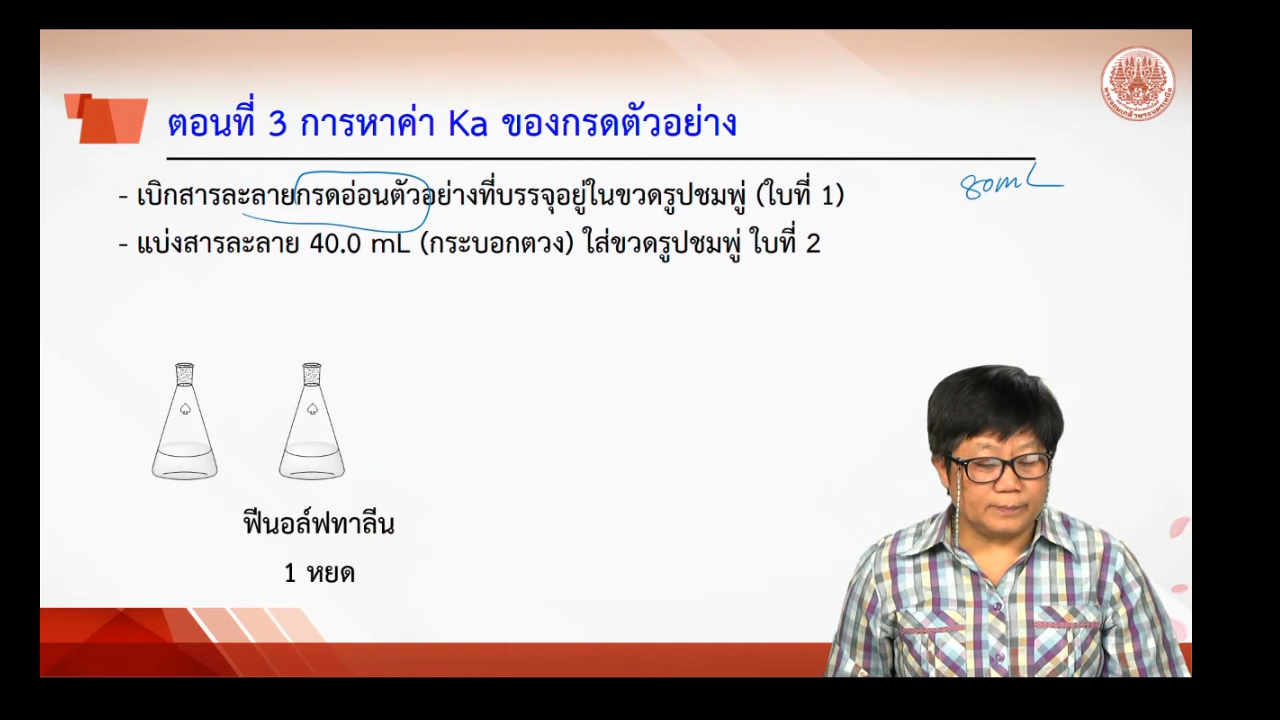 ตอนที่ 3 การหาค่า Ka ของกรดตัวอย่าง
- เบิกสารละลายกรดอ่อนตัวอย่างที่บรรจุอยู่ในขวดรูปชมพู่ (ใบที่ 1)
80mL
- แบ่งสารละลาย 40.0 mL (กระบอกตวง) ใส่ขวดรูปชมพู่ ใบที่ 2
ฟีนอล์ฟทาลีน
1 หยด